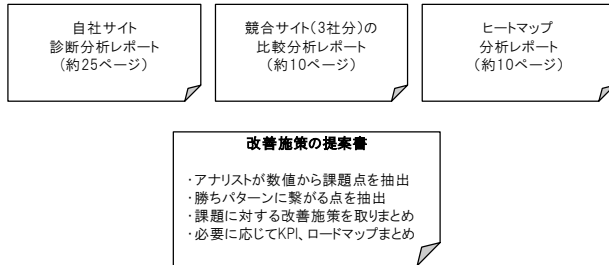 自社サイト
診断分析レポート
(約25ページ)
競合サイト(3社分)の
比較分析レポート
(約10ページ)
ヒートマップ
分析レポート
(約10ページ)
改善施策の提案書
・アナリストが数値から課題点を抽出
・勝ちパターンに繋がる点を抽出
・課題に対する改善施策を取りまとめ
・必要に応じてKPI、ロードマップまとめ